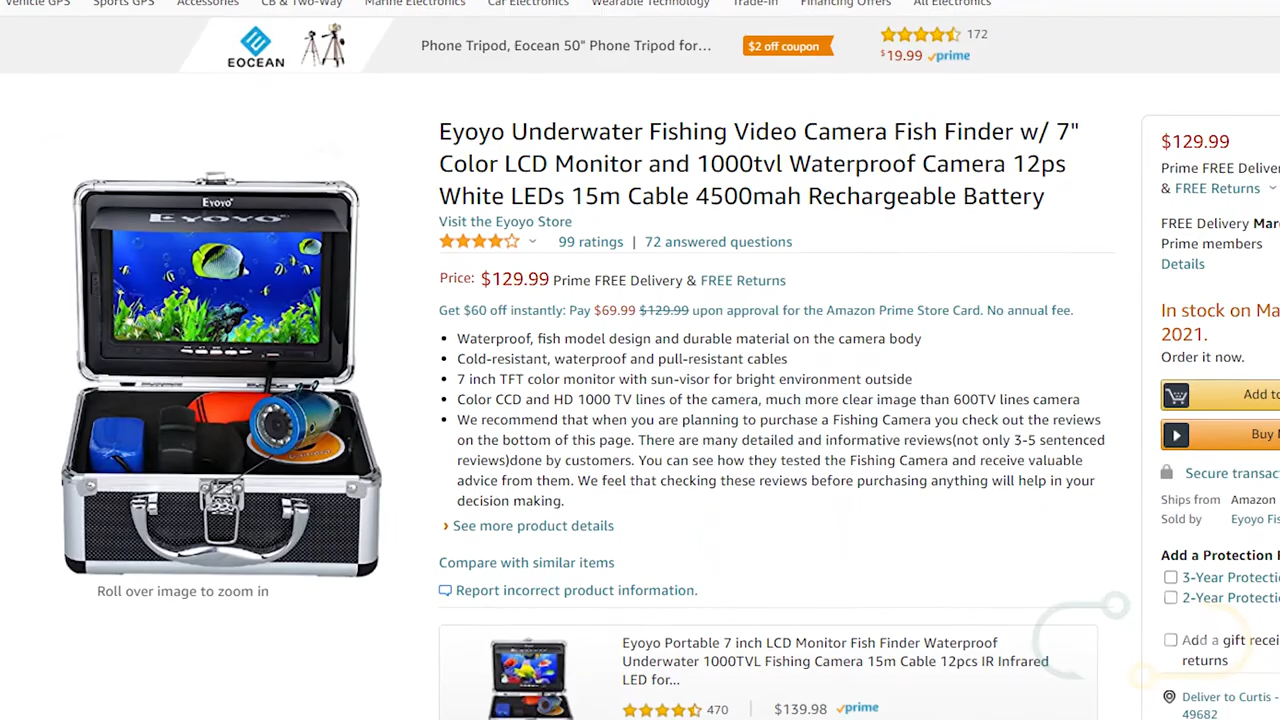 Vehicle GPS Sports GPS Accessories CB & Two-Way Marine Electronics Car Electronics Wearable Technology Trade-In Financing Offers All Electronics
EOCEAN
Phone Tripod, Eocean 50" Phone Tripod for…
$2 off coupon
172
$19.99 prime
Eyoyo Underwater Fishing Video Camera Fish Finder w/ 7"
Color LCD Monitor and 1000tvl Waterproof Camera 12ps
White LEDs 15m Cable 4500mah Rechargeable Battery
Visit the Eyoyo Store
99 ratings | 72 answered questions
Price: $129.99 Prime FREE Delivery & FREE Returns
Get $60 off instantly: Pay $69.99 $129.99 upon approval for the Amazon Prime Store Card. No annual fee.
Waterproof, fish model design and durable material on the camera body
Cold-resistant, waterproof and pull-resistant cables
7 inch TFT color monitor with sun-visor for bright environment outside
Color CCD and HD 1000 TV lines of the camera, much more clear image than 600TV lines camera
We recommend that when you are planning to purchase a Fishing Camera you check out the reviews
on the bottom of this page. There are many detailed and informative reviews(not only 3-5 sentenced
reviews)done by customers. You can see how they tested the Fishing Camera and receive valuable
advice from them. We feel that checking these reviews before purchasing anything will help in your
decision making.
› See more product details
Compare with similar items
Report incorrect product information.
Eyoyo
EYOYO
Roll over image to zoom in
Eyoyo Portable 7 inch LCD Monitor Fish Finder Waterproof
Underwater 1000TVL Fishing Camera 15m Cable 12pcs IR Infrared
LED for...
470 | $139.98 prime
$129.99
Prime FREE Delive
& FREE Returns
FREE Delivery Mar
Prime members
Details
In stock on Ma
2021.
Order it now.
Add to
Buy
Secure transac
Ships from Amazon
Sold by Eyoyo Fis
Add a Protection
3-Year Protecti
2-Year Protecti
Add a gift recei
returns
Deliver to Curtis -
49682